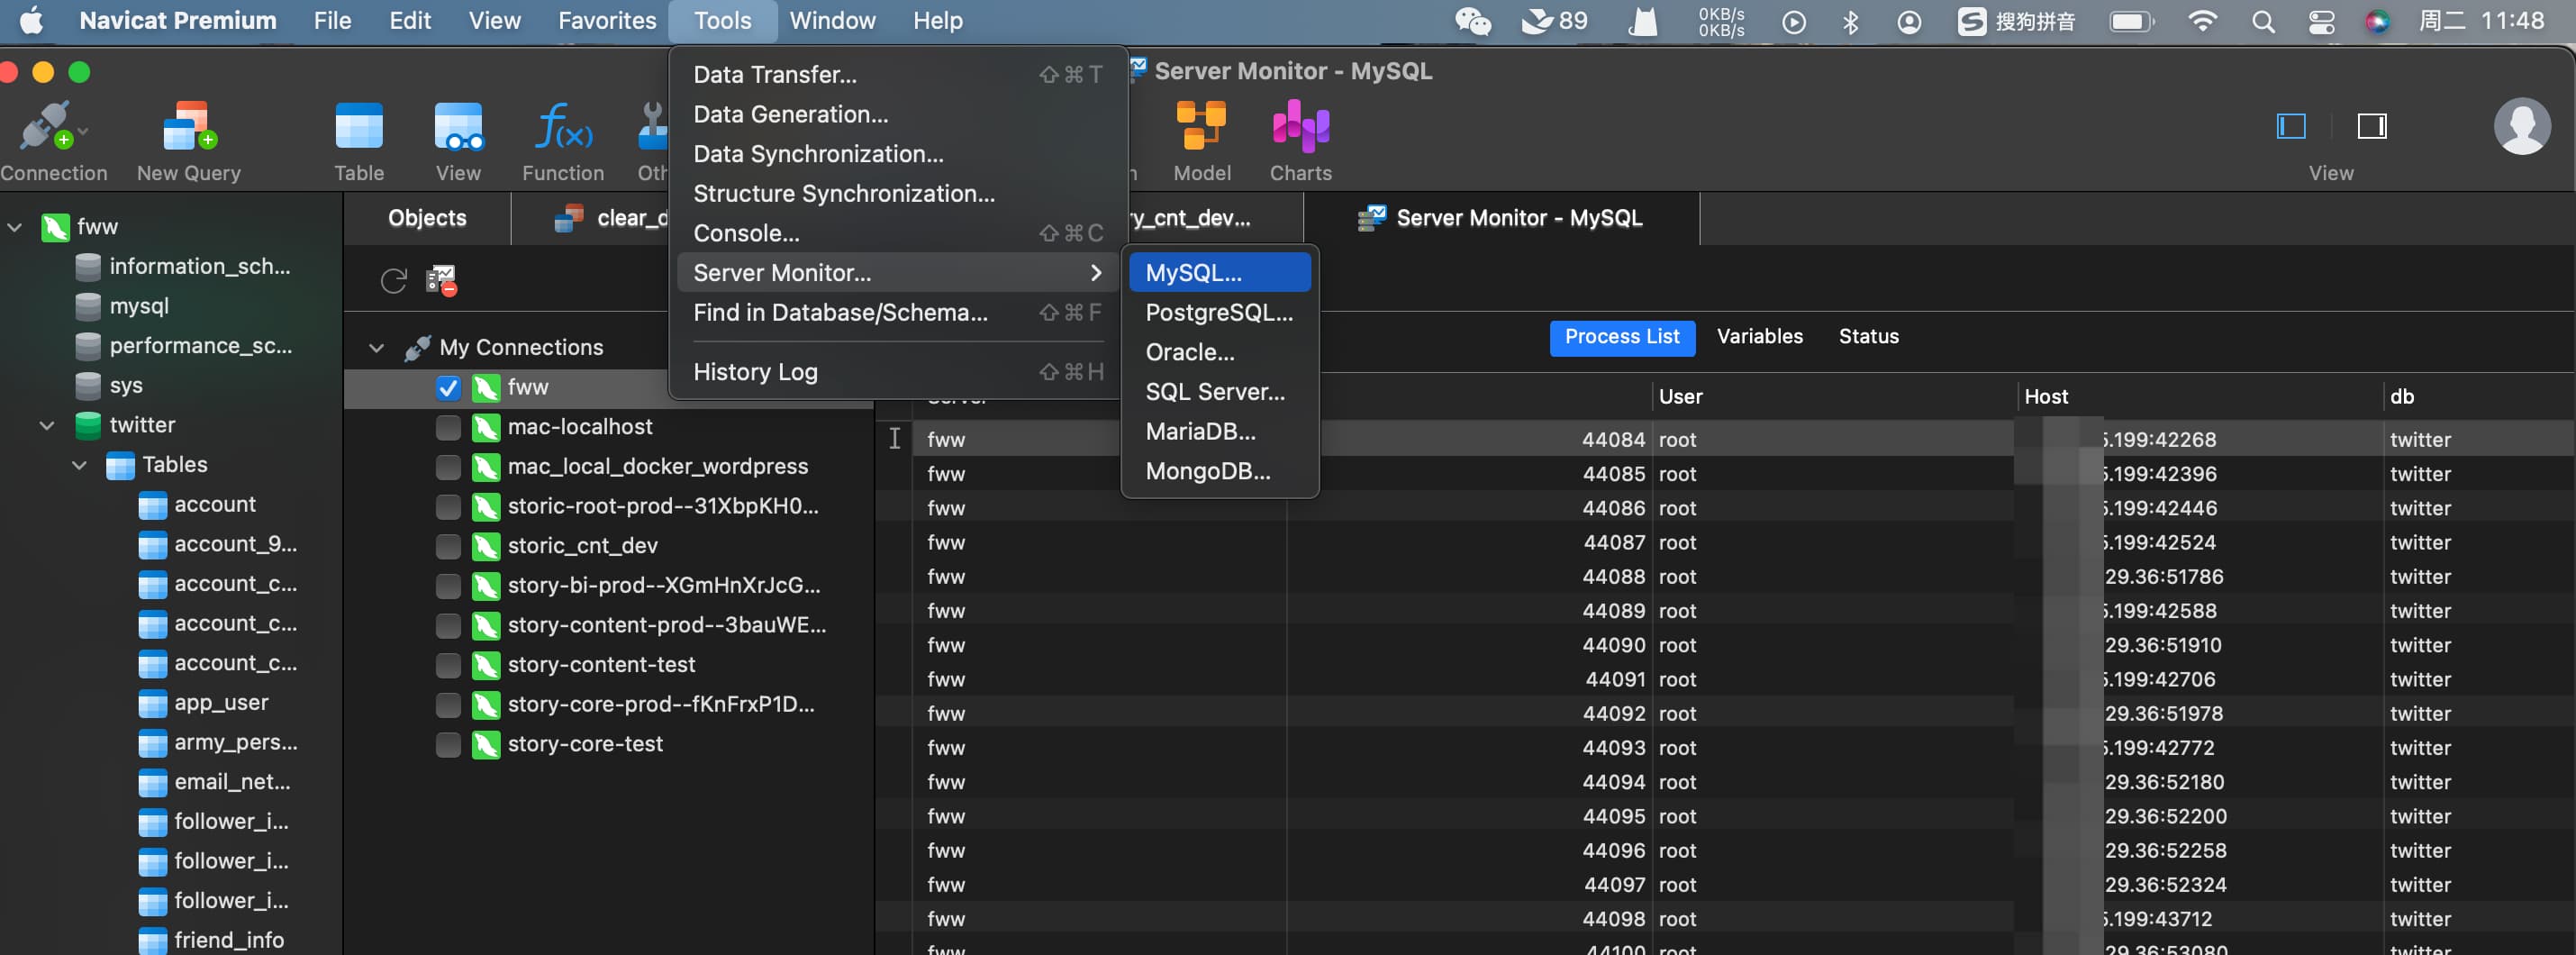 Navicat Premium File Edit View Favorites Tools Window Help 89 0KB/s 0KB/s 搜狗拼音 周二 11:48
Server Monitor - MySQL
Connection New Query Table View Function Model Charts View
Data Transfer... ⇧⌘T
Data Generation...
Data Synchronization...
Structure Synchronization...
Console... ⇧⌘C
Server Monitor...
Find in Database/Schema... ⇧⌘F
History Log ⇧⌘H
MySQL...
PostgreSQL...
Oracle...
SQL Server...
MariaDB...
MongoDB...
Objects clear_d y_cnt_dev... Server Monitor - MySQL
fww
information_sch...
mysql
performance_sc...
sys
twitter
Tables
account
account_9...
account_c...
account_c...
account_c...
app_user
army_pers...
email_net...
follower_i...
follower_i...
follower_i...
friend_info
My Connections
fww
mac-localhost
mac_local_docker_wordpress
storic-root-prod--31XbpKH0...
storic_cnt_dev
story-bi-prod--XGmHnXrJcG...
story-content-prod--3bauWE...
story-content-test
story-core-prod--fKnFrxP1D...
story-core-test
Process List Variables Status
User Host db
fww 44084 root .199:42268 twitter
fww 44085 root .199:42396 twitter
fww 44086 root .199:42446 twitter
fww 44087 root .199:42524 twitter
fww 44088 root 29.36:51786 twitter
fww 44089 root .199:42588 twitter
fww 44090 root 29.36:51910 twitter
fww 44091 root .199:42706 twitter
fww 44092 root 29.36:51978 twitter
fww 44093 root .199:42772 twitter
fww 44094 root 29.36:52180 twitter
fww 44095 root 29.36:52200 twitter
fww 44096 root 29.36:52258 twitter
fww 44097 root 29.36:52324 twitter
fww 44098 root .199:43712 twitter
fww 44100 root 29.36:53080 twitter